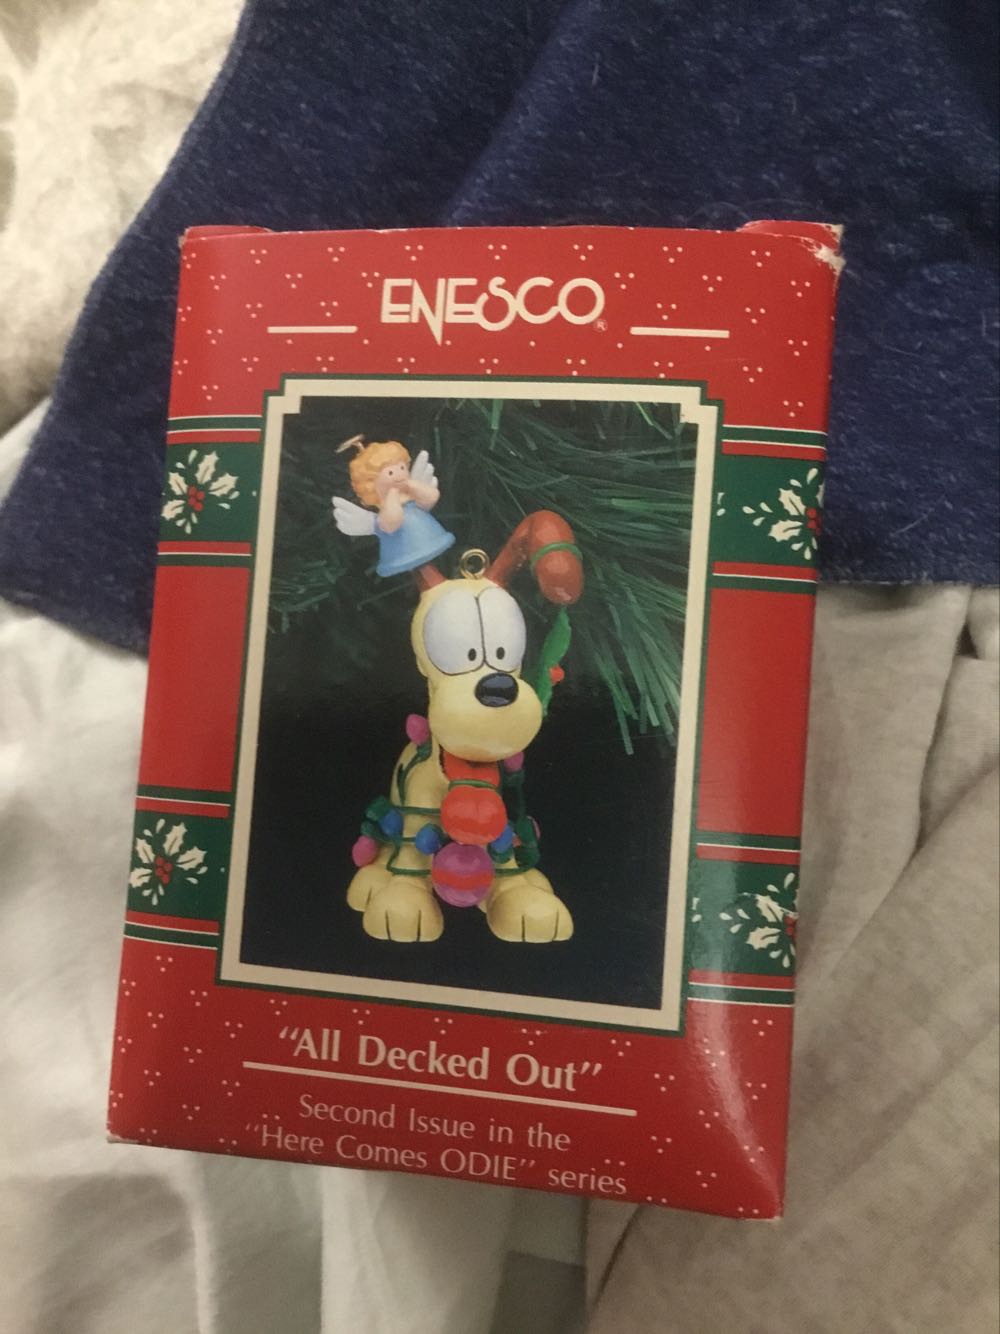 ENESCO®
“All Decked Out”
Second Issue in the
“Here Comes ODIE” series